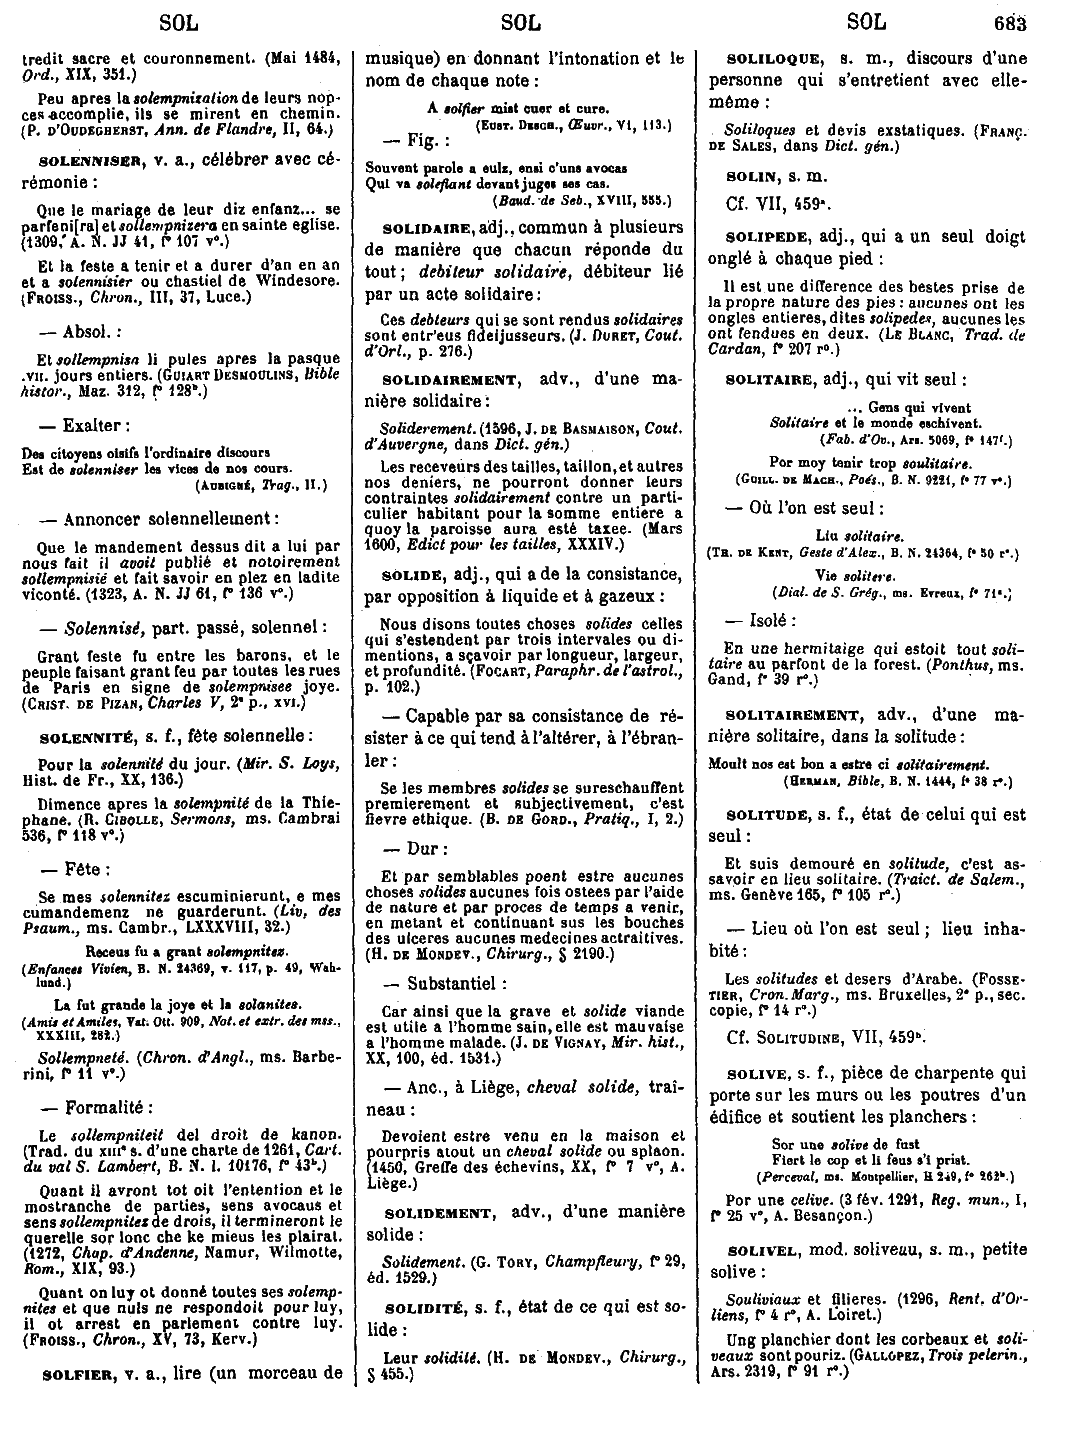 SOL
SOL
SOL 683
tredit sacre et couronnement. (Mai 1484,
Ord., XIX, 351.)
Peu apres la solempnization de leurs nop-
ces accomplie, ils se mirent en chemin.
(P. D'OUDEGHERST, Ann. de Flandre, II, 64.)
SOLENNISER, v. a., célébrer avec cé-
rémonie :
Que le mariage de leur diz enfanz... se
parfeni[ra] et sollempnizera en sainte eglise.
(1309, A. N. JJ 41, f° 107 v°.)
Et la feste a tenir et a durer d'an en an
et a solennisier ou chastiel de Windesore.
(FROISS., Chron., III, 37, Luce.)
— Absol. :
Et sollempnisa li pules apres la pasque
.VII. jours entiers. (GUIART DESMOULINS, Bible
histor., Maz. 312, f° 128ᵇ.)
— Exalter :
Des citoyens oisifs l'ordinaire discours
Est de solenniser les vices de nos cours.
(AUBIGNÉ, Trag., II.)
— Annoncer solennellement :
Que le mandement dessus dit a lui par
nous fait il avoit publié et notoirement
sollempnisié et fait savoir en plez en ladite
viconté. (1323, A. N. JJ 61, f° 136 v°.)
— Solennisé, part. passé, solennel :
Grant feste fu entre les barons, et le
peuple faisant grant feu par toutes les rues
de Paris en signe de solempnisee joye.
(CRIST. DE PIZAN, Charles V, 2ᵉ p., XVI.)
SOLENNITÉ, s. f., fête solennelle :
Pour la solennité du jour. (Mir. S. Loys,
Hist. de Fr., XX, 136.)
Dimence apres la solempnité de la Thie-
phane. (R. CIBOLLE, Sermons, ms. Cambrai
536, f° 118 v°.)
— Fête :
Se mes solennitez escuminierunt, e mes
cumandemenz ne guarderunt. (Liv. des
Psaum., ms. Cambr., LXXXVIII, 32.)
Receus fu a grant solempnitez.
(Enfances Vivien, B. N. 24369, v. 117, p. 49, Wah-
lund.)
La fut grande la joye et la solanites.
(Amis et Amiles, Vat. Ott. 909, Not. et extr. des mss.,
XXXIII, 282.)
Sollempneté. (Chron. d'Angl., ms. Barbe-
rini, f° 11 v°.)
— Formalité :
Le sollempniteit del droit de kanon.
(Trad. du XIIIᵉ s. d'une charte de 1261, Cart.
du val S. Lambert, B. N. l. 10176, f° 43ᵇ.)
Quant il avront tot oit l'entention et le
mostranche de parties, sens avocaus et
sens sollempnitez de drois, il termineront le
querelle sor lonc che ke mieus les plairat.
(1272, Chap. d'Andenne, Namur, Wilmotte,
Rom., XIX, 93.)
Quant on luy ot donné toutes ses solemp-
nites et que nuls ne respondoit pour luy,
il ot arrest en parlement contre luy.
(FROISS., Chron., XV, 73, Kerv.)
SOLFIER, v. a., lire (un morceau de
musique) en donnant l'intonation et le
nom de chaque note :
A solfier mist cuer et cure.
(EUST. DESCH., Œuvr., VI, 113.)
— Fig. :
Souvent parole a eulz, ensi c'uns avocas
Qui va solefiant devant juges ses cas.
(Baud. de Seb., XVIII, 555.)
SOLIDAIRE, adj., commun à plusieurs
de manière que chacun réponde du
tout ; debiteur solidaire, débiteur lié
par un acte solidaire :
Ces debteurs qui se sont rendus solidaires
sont entr'eus fideijusseurs. (J. DURET, Cout.
d'Orl., p. 276.)
SOLIDAIREMENT, adv., d'une ma-
nière solidaire :
Soliderement. (1596, J. DE BASMAISON, Cout.
d'Auvergne, dans Dict. gén.)
Les receveurs des tailles, taillon, et autres
nos deniers, ne pourront donner leurs
contraintes solidairement contre un parti-
culier habitant pour la somme entiere a
quoy la paroisse aura esté taxee. (Mars
1600, Edict pour les tailles, XXXIV.)
SOLIDE, adj., qui a de la consistance,
par opposition à liquide et à gazeux :
Nous disons toutes choses solides celles
qui s'estendent par trois intervales ou di-
mentions, a sçavoir par longueur, largeur,
et profundité. (FOCART, Paraphr. de l'astrol.,
p. 102.)
— Capable par sa consistance de ré-
sister à ce qui tend à l'altérer, à l'ébran-
ler :
Se les membres solides se sureschauffent
premierement et subjectivement, c'est
fievre ethique. (B. DE GORD., Pratiq., I, 2.)
— Dur :
Et par semblables poent estre aucunes
choses solides aucunes fois ostees par l'aide
de nature et par proces de temps a venir,
en metant et continuant sus les bouches
des ulceres aucunes medecines actraitives.
(H. DE MONDEV., Chirurg., § 2190.)
— Substantiel :
Car ainsi que la grave et solide viande
est utile a l'homme sain, elle est mauvaise
a l'homme malade. (J. DE VIGNAY, Mir. hist.,
XX, 100, éd. 1531.)
— Anc., à Liège, cheval solide, traî-
neau :
Devoient estre venu en la maison et
pourpris atout un cheval solide ou splaon.
(1450, Greffe des échevins, XX, f° 7 v°, A.
Liège.)
SOLIDEMENT, adv., d'une manière
solide :
Solidement. (G. TORY, Champfleury, f° 29,
éd. 1529.)
SOLIDITÉ, s. f., état de ce qui est so-
lide :
Leur solidité. (H. DE MONDEV., Chirurg.,
§ 455.)
SOLILOQUE, s. m., discours d'une
personne qui s'entretient avec elle-
même :
Soliloques et devis exstatiques. (FRANÇ.
DE SALES, dans Dict. gén.)
SOLIN, s. m.
Cf. VII, 459ᵃ.
SOLIPEDE, adj., qui a un seul doigt
onglé à chaque pied :
Il est une difference des bestes prise de
la propre nature des pies : aucunes ont les
ongles entieres, dites solipedes, aucunes les
ont fendues en deux. (LE BLANC, Trad. de
Cardan, f° 207 r°.)
SOLITAIRE, adj., qui vit seul :
... Gens qui vivent
Solitaire et le monde eschivent.
(Fab. d'Ov., Ars. 5069, f° 147ᶠ.)
Por moy tenir trop soulitaire.
(GUILL. DE MACH., Poés., B. N. 9221, f° 77 v°.)
— Où l'on est seul :
Liu solitaire.
(TH. DE KENT, Geste d'Alex., B. N. 24364, f° 50 r°.)
Vie solitere.
(Dial. de S. Grég., ms. Evreux, f° 71ᵃ.)
— Isolé :
En une hermitaige qui estoit tout soli-
taire au parfont de la forest. (Ponthus, ms.
Gand, f° 39 r°.)
SOLITAIREMENT, adv., d'une ma-
nière solitaire, dans la solitude :
Moult nos est bon a estre ci solitairement.
(HERMAN, Bible, B. N. 1444, f° 38 r°.)
SOLITUDE, s. f., état de celui qui est
seul :
Et suis demouré en solitude, c'est as-
savoir en lieu solitaire. (Traict. de Salem.,
ms. Genève 165, f° 105 r°.)
— Lieu où l'on est seul ; lieu inha-
bité :
Les solitudes et desers d'Arabe. (FOSSE-
TIER, Cron. Marg., ms. Bruxelles, 2ᵉ p., sec.
copie, f° 14 r°.)
Cf. SOLITUDINE, VII, 459ᵇ.
SOLIVE, s. f., pièce de charpente qui
porte sur les murs ou les poutres d'un
édifice et soutient les planchers :
Sor une solive de fust
Fiert le cop et li feus s'i prist.
(Perceval, ms. Montpellier, H 249, f° 262ᵇ.)
Por une celive. (3 fév. 1291, Reg. mun., I,
f° 25 v°, A. Besançon.)
SOLIVEL, mod. soliveau, s. m., petite
solive :
Souliviaux et filieres. (1296, Rent. d'Or-
liens, f° 4 r°, A. Loiret.)
Ung planchier dont les corbeaux et soli-
veaux sont pouriz. (GALLOPEZ, Trois pelerin.,
Ars. 2319, f° 91 r°.)